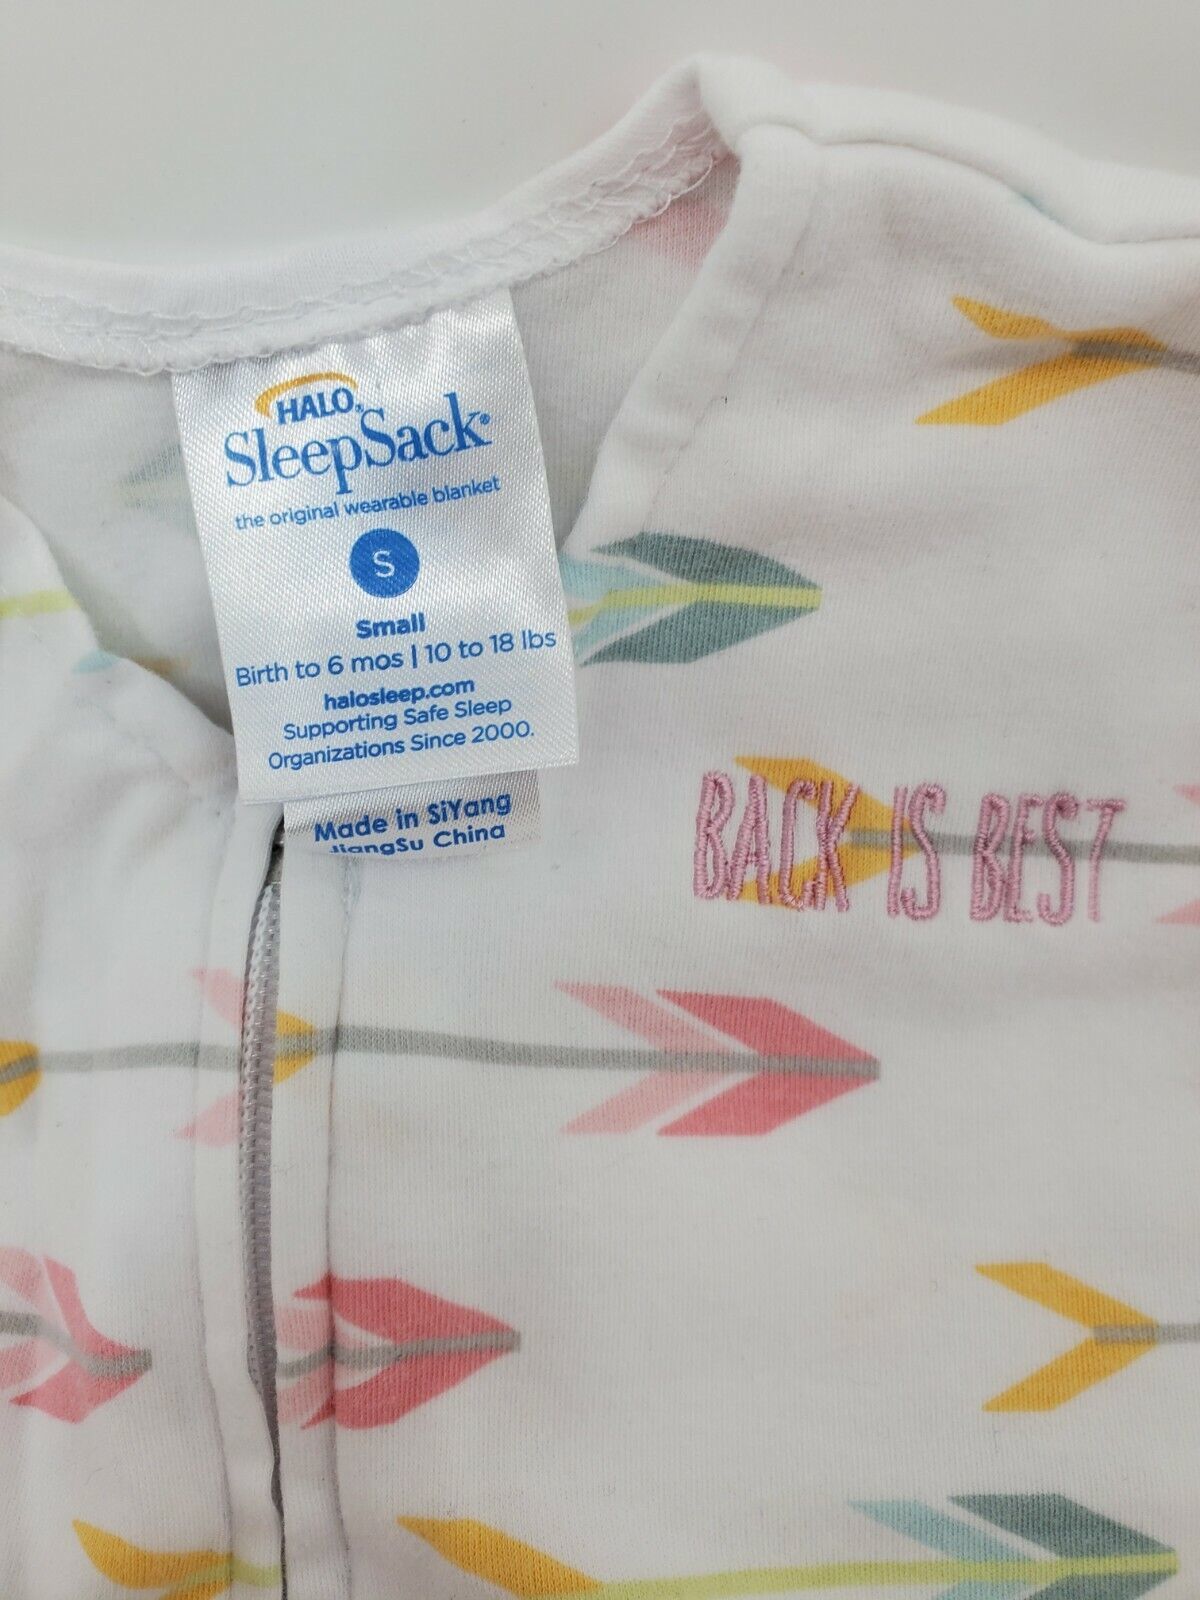 HALO®
SleepSack®
the original wearable blanket
S
Small
Birth to 6 mos | 10 to 18 lbs
halosleep.com
Supporting Safe Sleep
Organizations Since 2000.
Made in SiYang
JiangSu China
BACK IS BEST